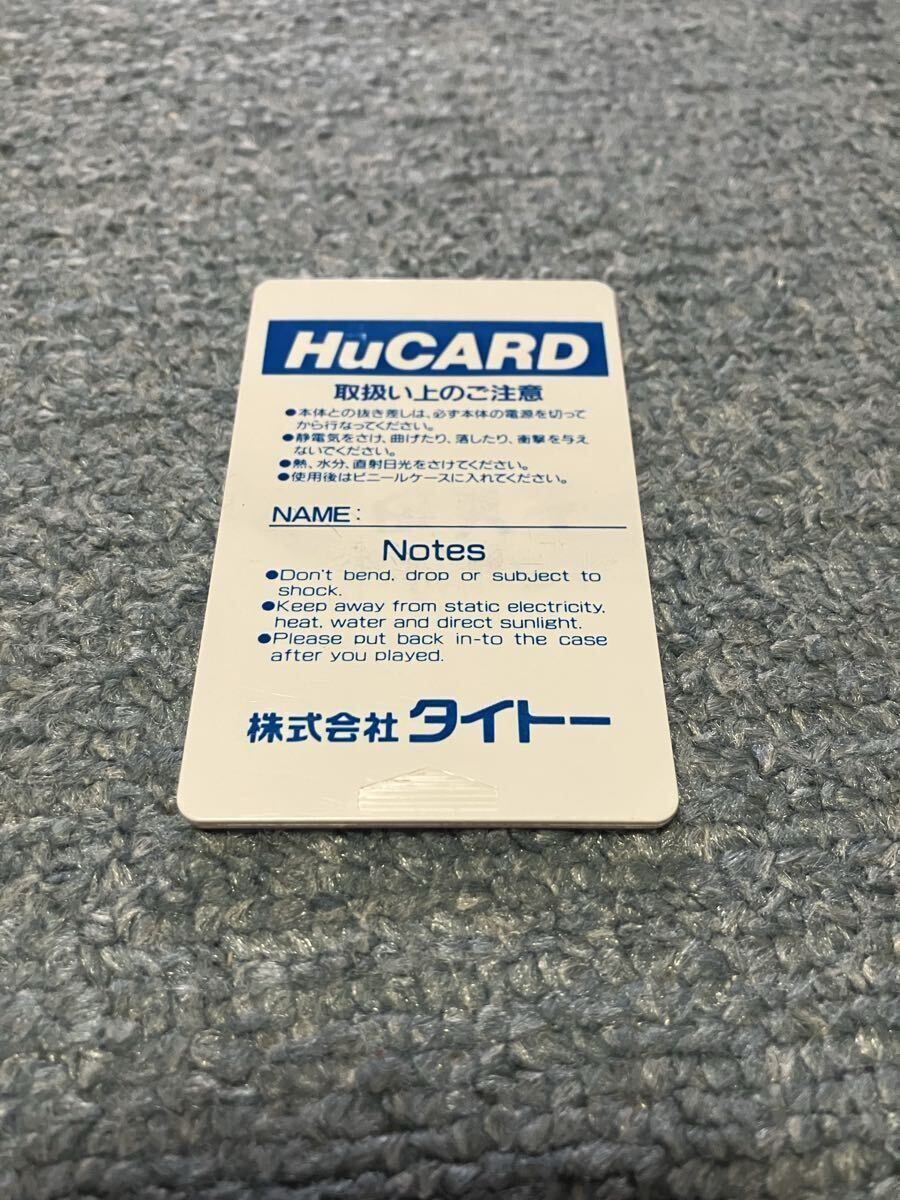 HuCARD
取扱い上のご注意
●本体との抜き差しは、必ず本体の電源を切って
から行なってください。
●静電気をさけ、曲げたり、落したり、衝撃を与え
ないでください。
●熱、水分、直射日光をさけてください。
●使用後はビニールケースに入れてください。
NAME:
Notes
●Don't bend, drop or subject to
shock.
●Keep away from static electricity,
heat, water and direct sunlight.
●Please put back in-to the case
after you played.
株式会社 タイトー